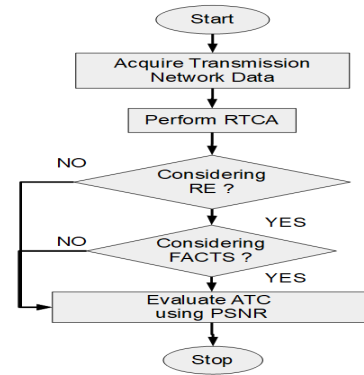 Start
Acquire Transmission
Network Data
Perform RTCA
NO
Considering
RE ?
YES
NO
Considering
FACTS ?
YES
Evaluate ATC
using PSNR
Stop